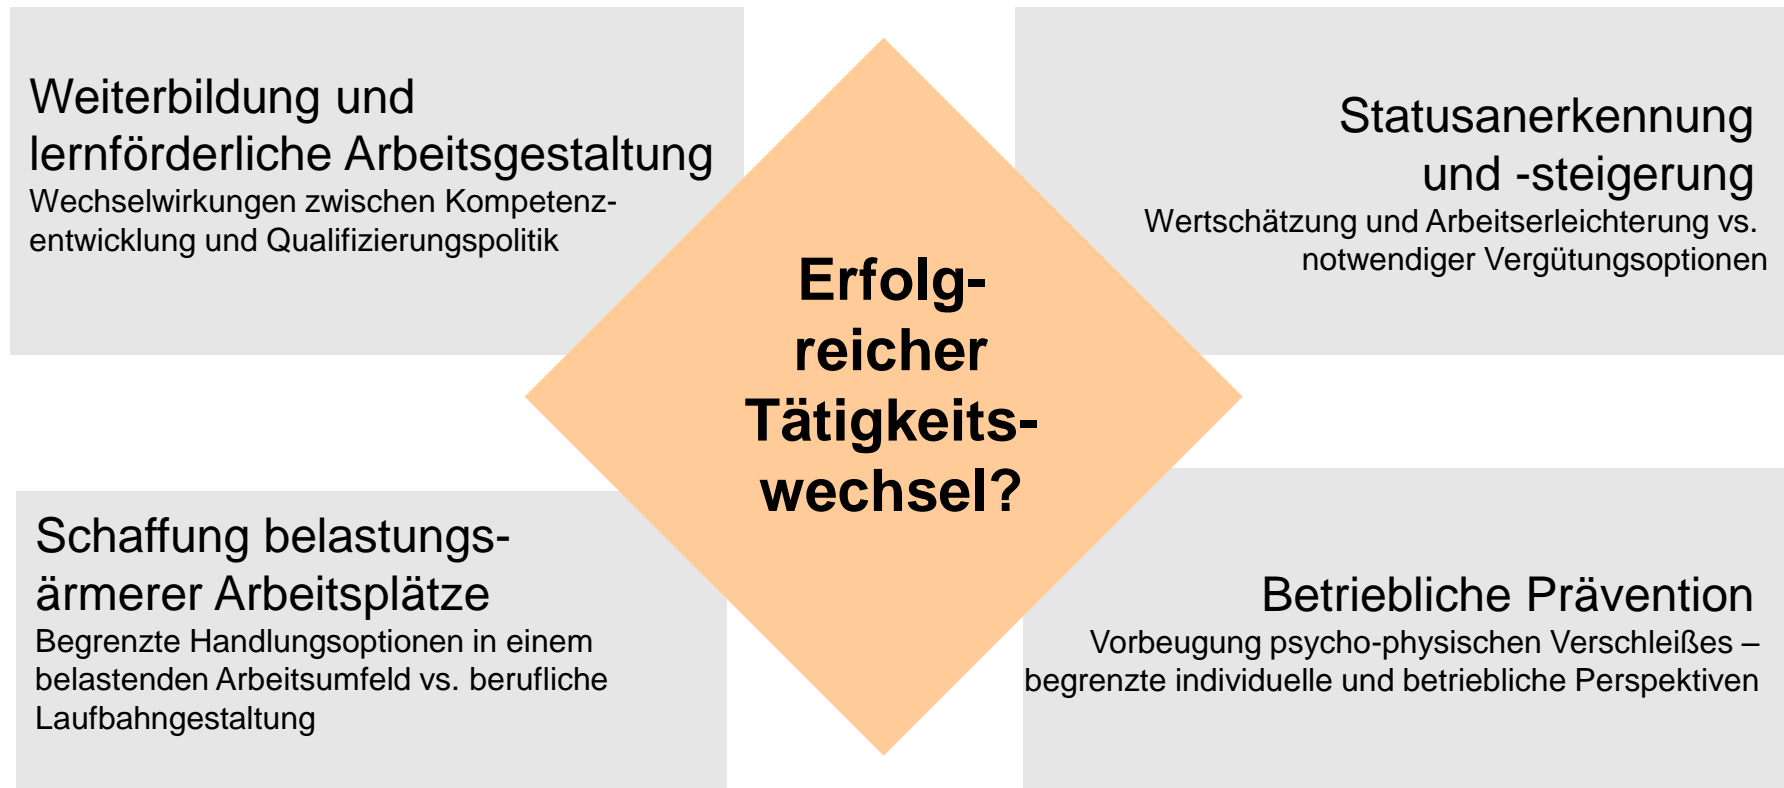 Weiterbildung und
lernförderliche Arbeitsgestaltung
Wechselwirkungen zwischen Kompetenz-
entwicklung und Qualifizierungspolitik
Statusanerkennung
und -steigerung
Wertschätzung und Arbeitserleichterung vs.
notwendiger Vergütungsoptionen
Erfolg-
reicher
Tätigkeits-
wechsel?
Schaffung belastungs-
ärmerer Arbeitsplätze
Begrenzte Handlungsoptionen in einem
belastenden Arbeitsumfeld vs. berufliche
Laufbahngestaltung
Betriebliche Prävention
Vorbeugung psycho-physischen Verschleißes –
begrenzte individuelle und betriebliche Perspektiven